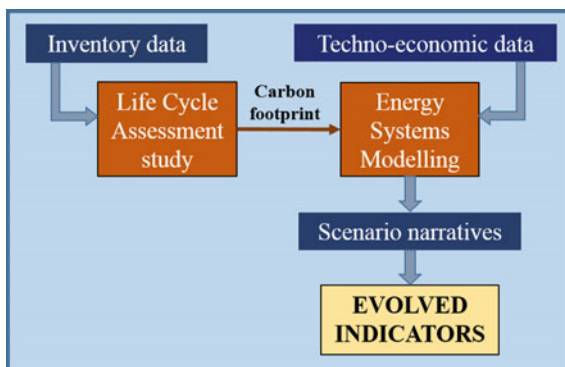 Inventory data
Techno-economic data
Life Cycle
Assessment
study
Carbon
footprint
Energy
Systems
Modelling
Scenario narratives
EVOLVED
INDICATORS